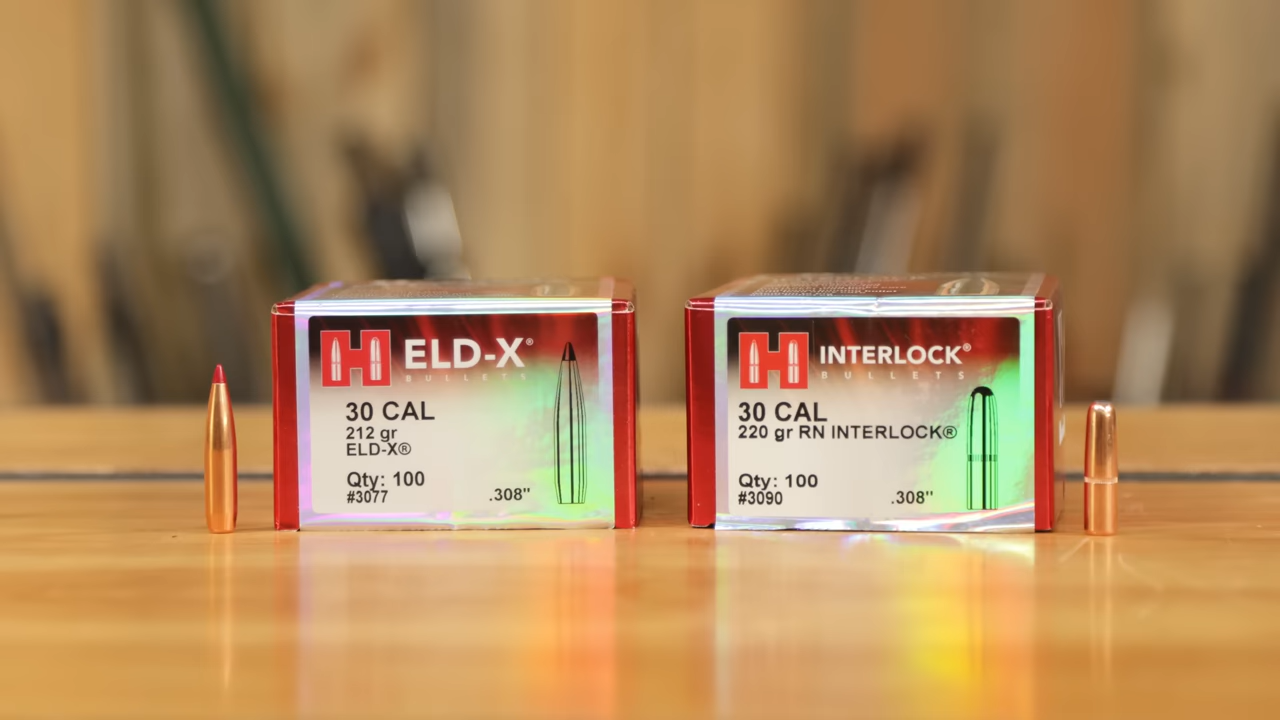 H ELD-X®
BULLETS
30 CAL
212 gr
ELD-X®
Qty: 100
#3077
.308"
H INTERLOCK®
BULLETS
30 CAL
220 gr RN INTERLOCK®
Qty: 100
#3090
.308"